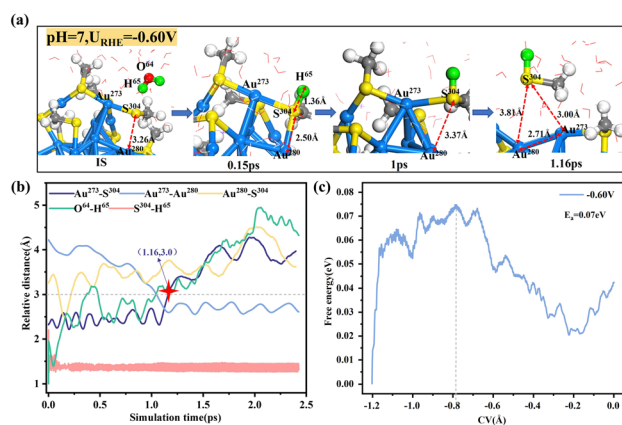 (a)
pH=7,U_RHE=-0.60V
O⁶⁴
H⁶⁵
Au²⁷³
S³⁰⁴
3.26Å
Au²⁸⁰
IS
Au²⁷³
H⁶⁵
1.36Å
S³⁰⁴
2.50Å
Au²⁸⁰
0.15ps
Au²⁷³
S³⁰⁴
3.37Å
Au²⁸⁰
1ps
S³⁰⁴
3.81Å
3.00Å
2.71Å
Au²⁷³
Au²⁸⁰
1.16ps
(b)
Au²⁷³-S³⁰⁴ Au²⁷³-Au²⁸⁰ Au²⁸⁰-S³⁰⁴
O⁶⁴-H⁶⁵ S³⁰⁴-H⁶⁵
(1.16,3.0)
Relative distance(Å)
5
4
3
2
1
0.0 0.5 1.0 1.5 2.0 2.5
Simulation time(ps)
(c)
-0.60V
Eₐ=0.07eV
Free energy(eV)
0.08
0.07
0.06
0.05
0.04
0.03
0.02
0.01
0.00
-1.2 -1.0 -0.8 -0.6 -0.4 -0.2 0.0
CV(Å)